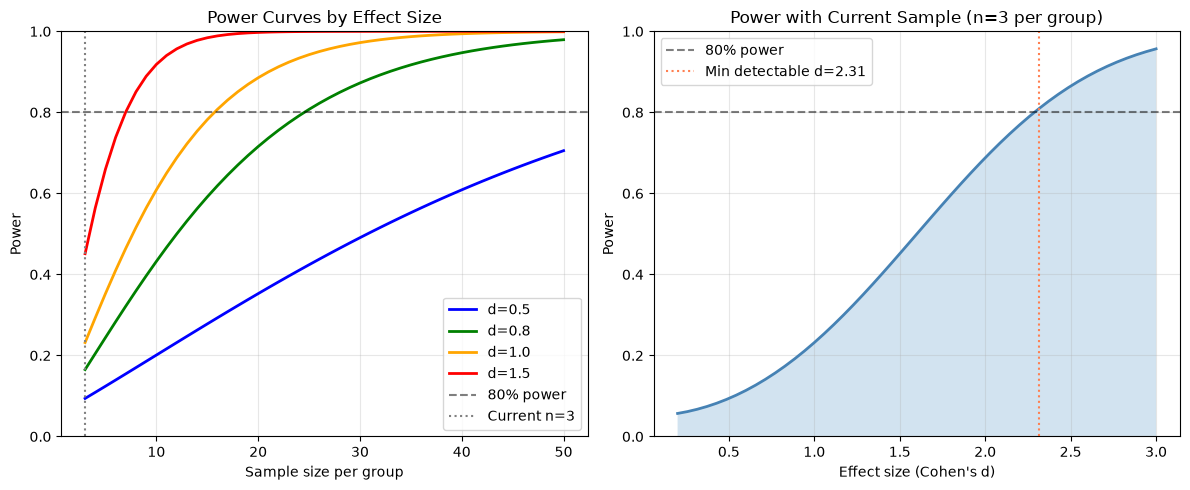 Power Curves by Effect Size
Power
1.0
0.8
0.6
0.4
0.2
0.0
d=0.5
d=0.8
d=1.0
d=1.5
80% power
Current n=3
10
20
30
40
50
Sample size per group
Power with Current Sample (n=3 per group)
Power
1.0
0.8
0.6
0.4
0.2
0.0
80% power
Min detectable d=2.31
0.5
1.0
1.5
2.0
2.5
3.0
Effect size (Cohen's d)